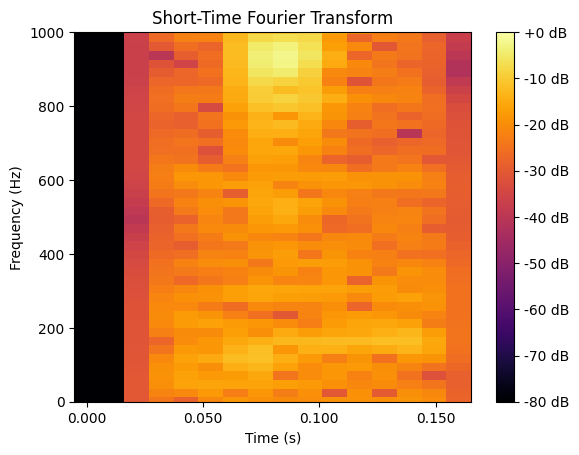 Short-Time Fourier Transform
1000
800
600
400
200
0
Frequency (Hz)
0.000
0.050
0.100
0.150
Time (s)
+0 dB
-10 dB
-20 dB
-30 dB
-40 dB
-50 dB
-60 dB
-70 dB
-80 dB